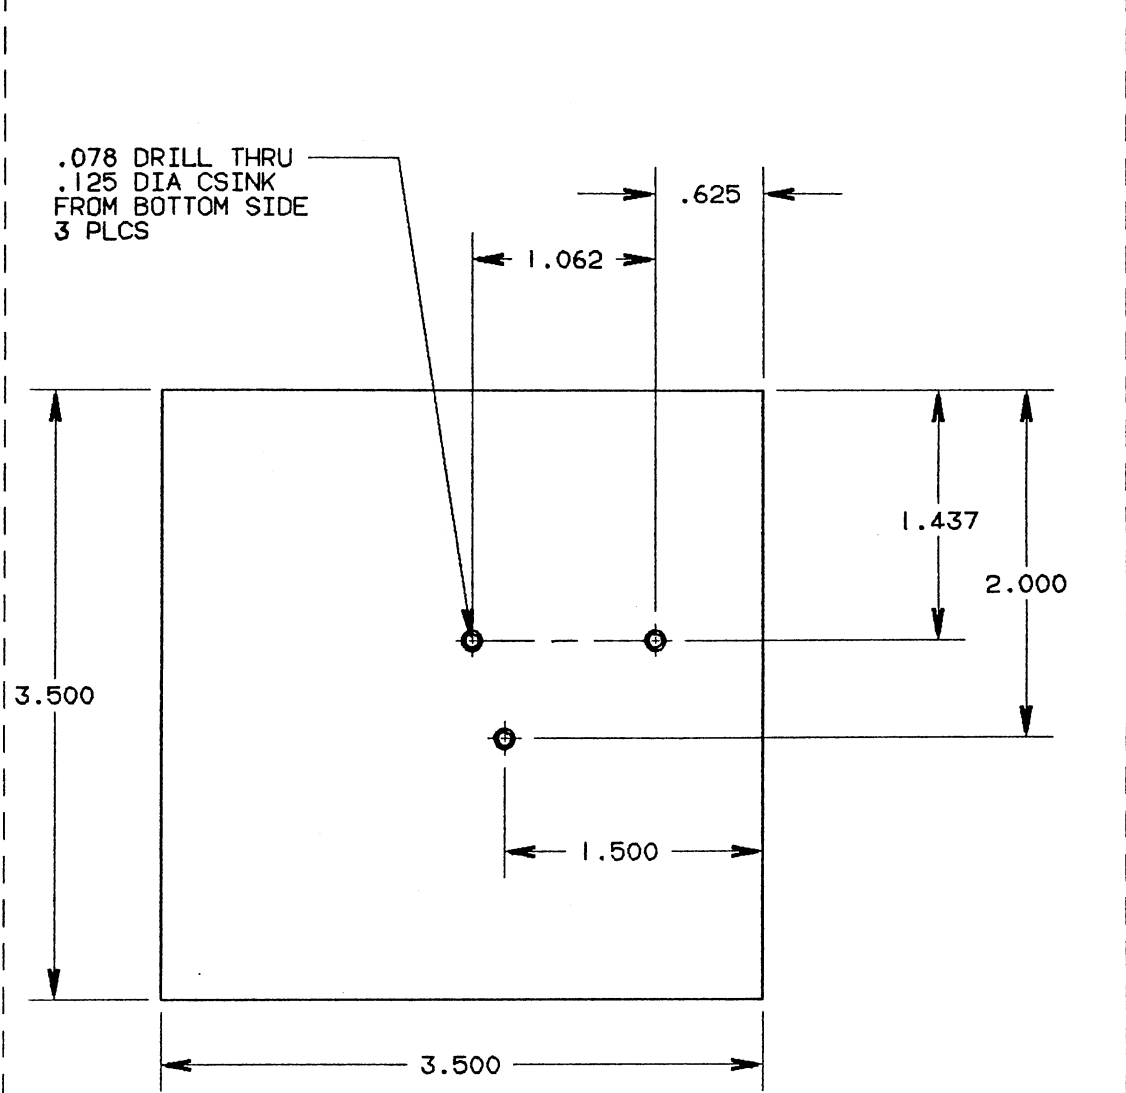 .078 DRILL THRU
.125 DIA CSINK
FROM BOTTOM SIDE
3 PLCS
.625
1.062
1.437
2.000
3.500
1.500
3.500